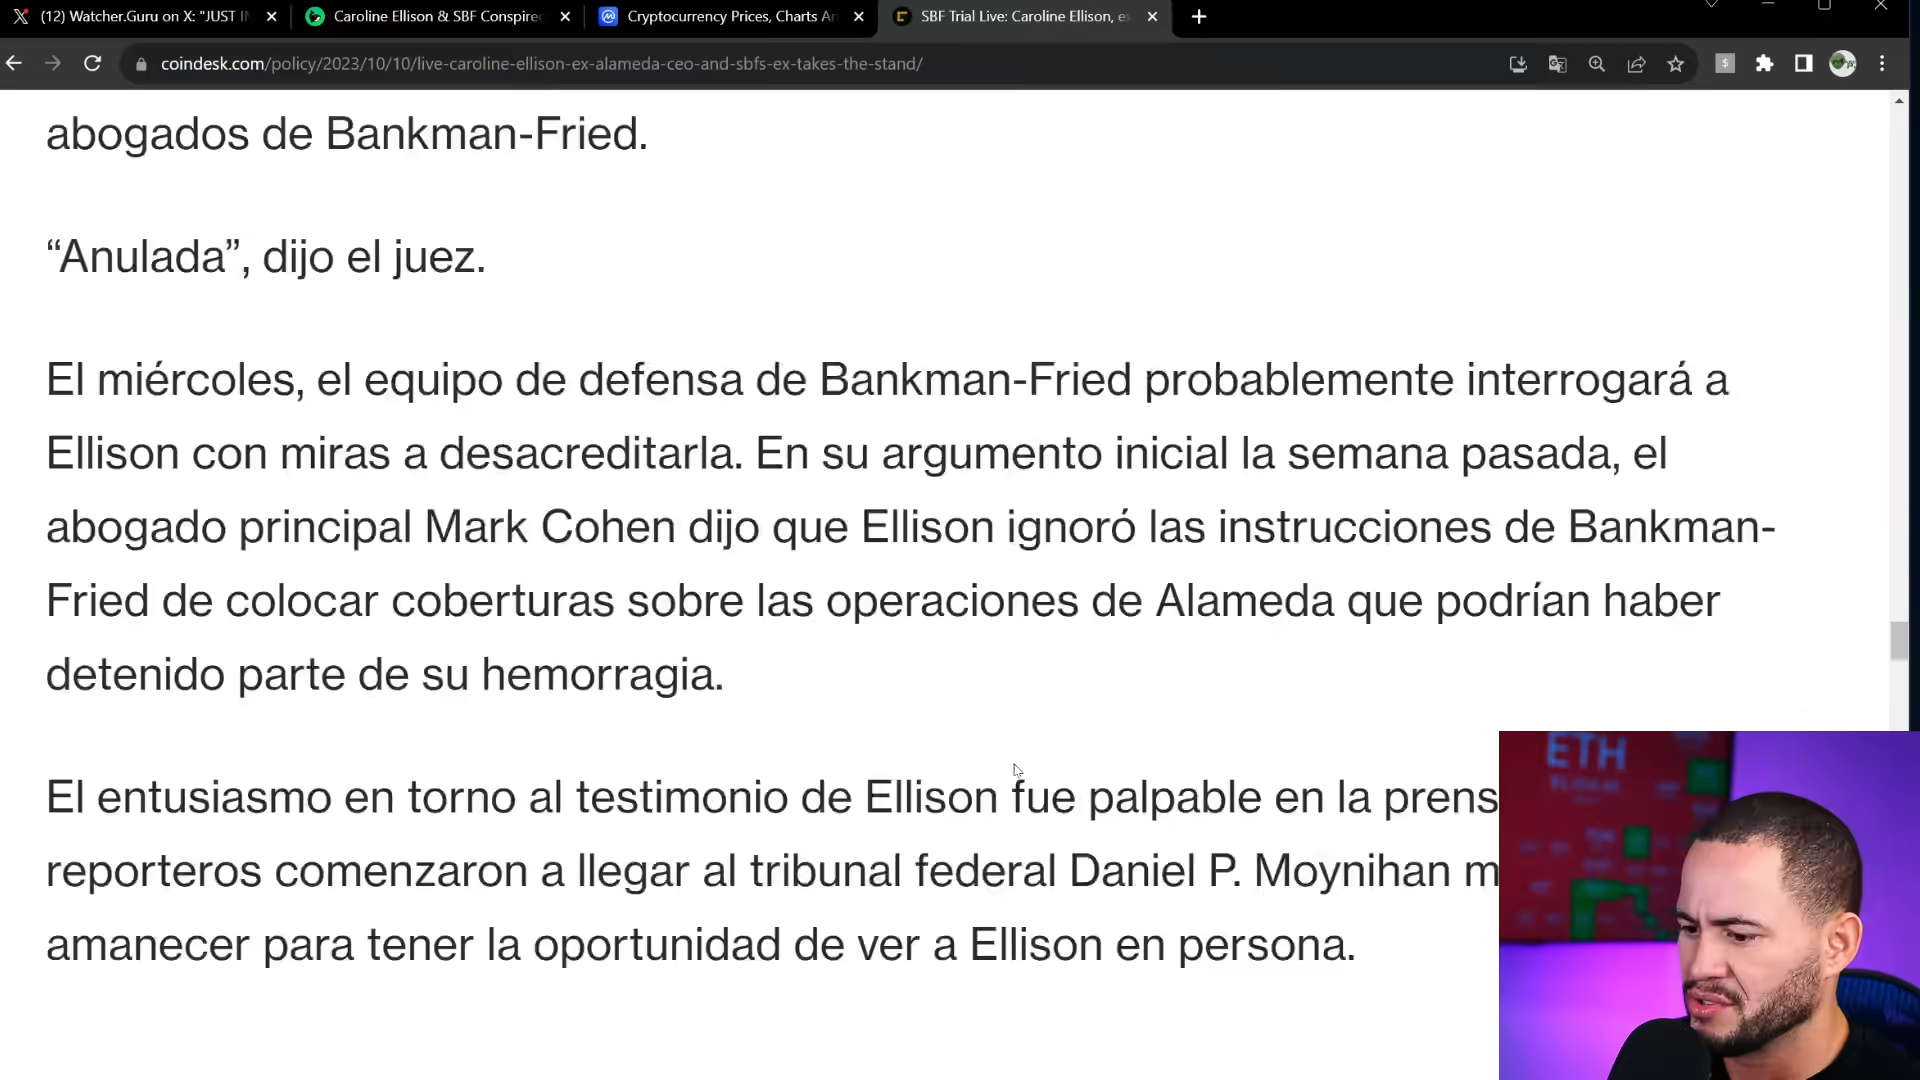 (12) Watcher.Guru on X: "JUST IN
Caroline Ellison & SBF Conspired
Cryptocurrency Prices, Charts An
SBF Trial Live: Caroline Ellison, ex
coindesk.com/policy/2023/10/10/live-caroline-ellison-ex-alameda-ceo-and-sbfs-ex-takes-the-stand/
abogados de Bankman-Fried.
“Anulada”, dijo el juez.
El miércoles, el equipo de defensa de Bankman-Fried probablemente interrogará a
Ellison con miras a desacreditarla. En su argumento inicial la semana pasada, el
abogado principal Mark Cohen dijo que Ellison ignoró las instrucciones de Bankman-
Fried de colocar coberturas sobre las operaciones de Alameda que podrían haber
detenido parte de su hemorragia.
El entusiasmo en torno al testimonio de Ellison fue palpable en la prens
reporteros comenzaron a llegar al tribunal federal Daniel P. Moynihan m
amanecer para tener la oportunidad de ver a Ellison en persona.
ETH